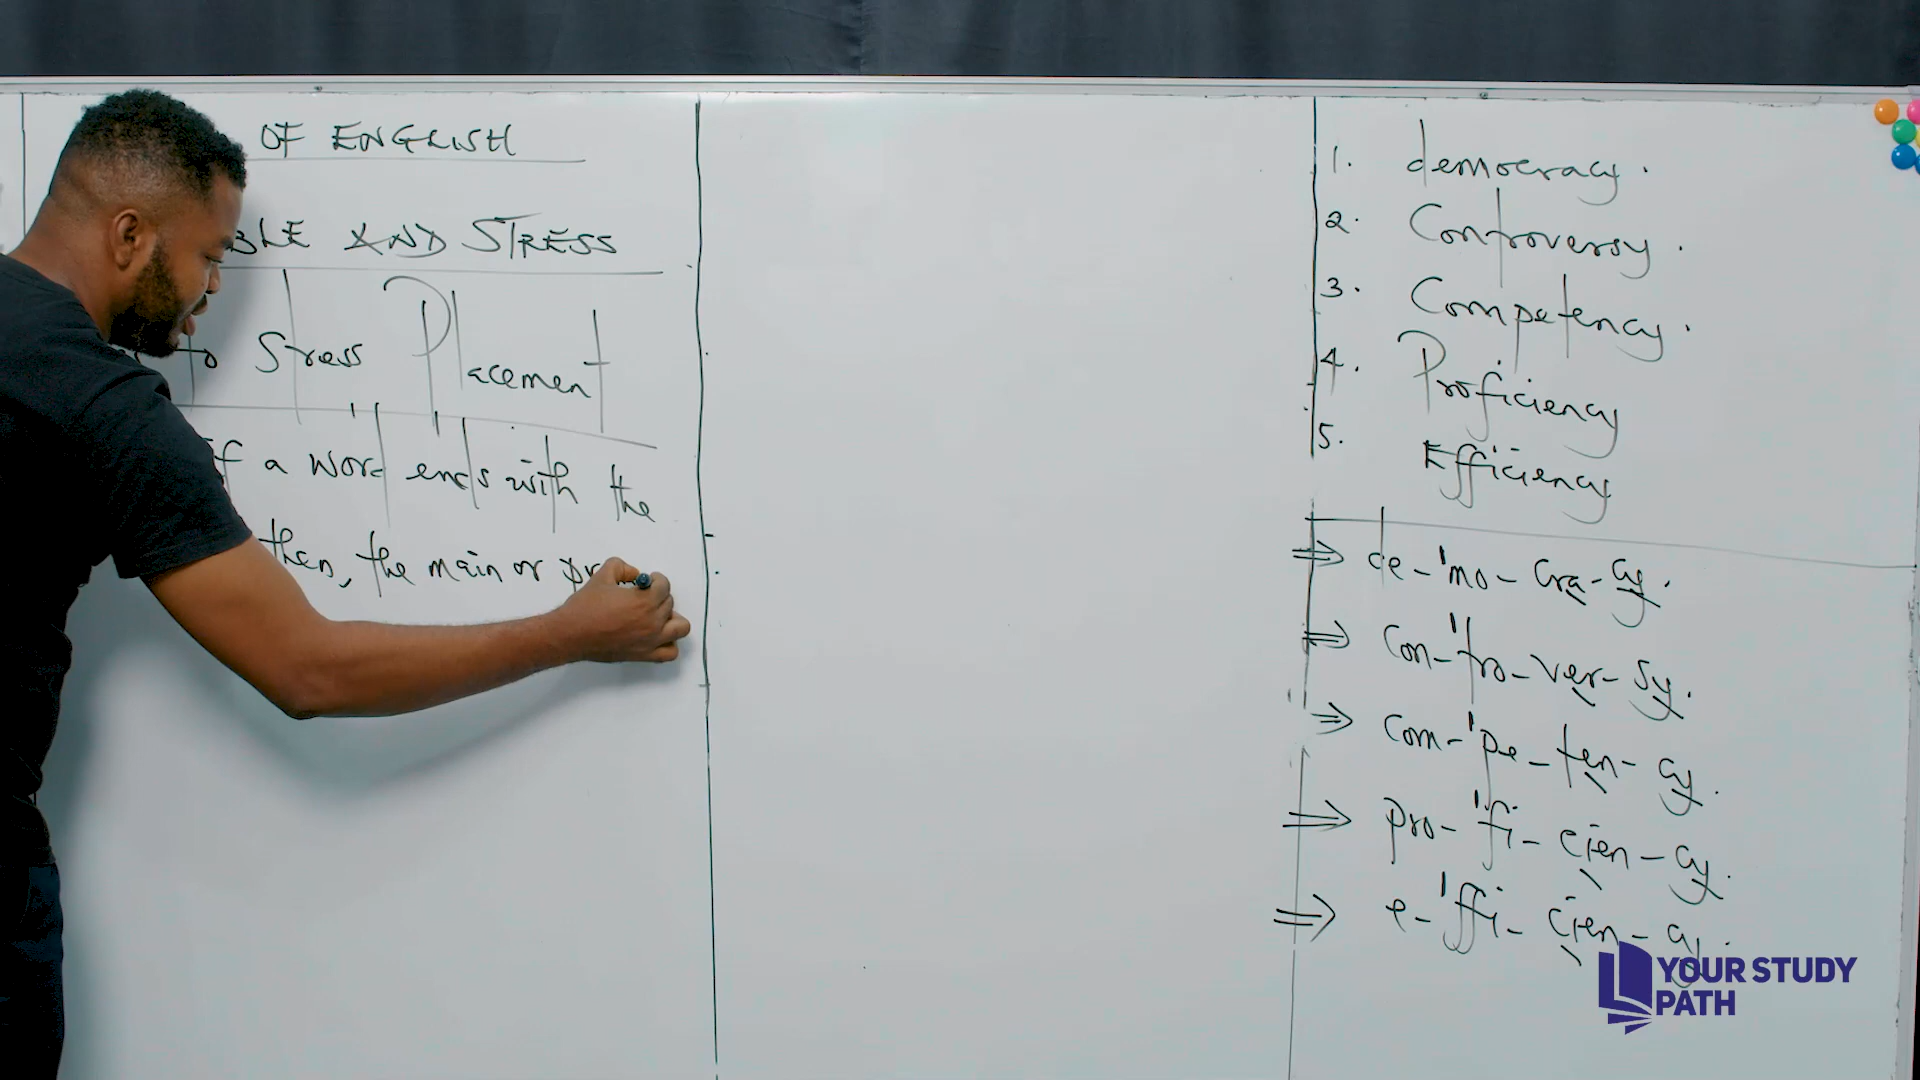 OF ENGLISH
BLE AND STRESS
to Stress Placement
If a word ends with the
then, the main or
1. democracy.
2. Controversy.
3. Competency.
4. Proficiency
5. Efficiency
⇒ de-'mo-cra-cy.
⇒ con-'tro-ver-sy.
⇒ com-'pe-ten-cy.
⇒ pro-'fi-cien-cy.
⇒ e-'ffi-cien-cy.
YOUR STUDY
PATH